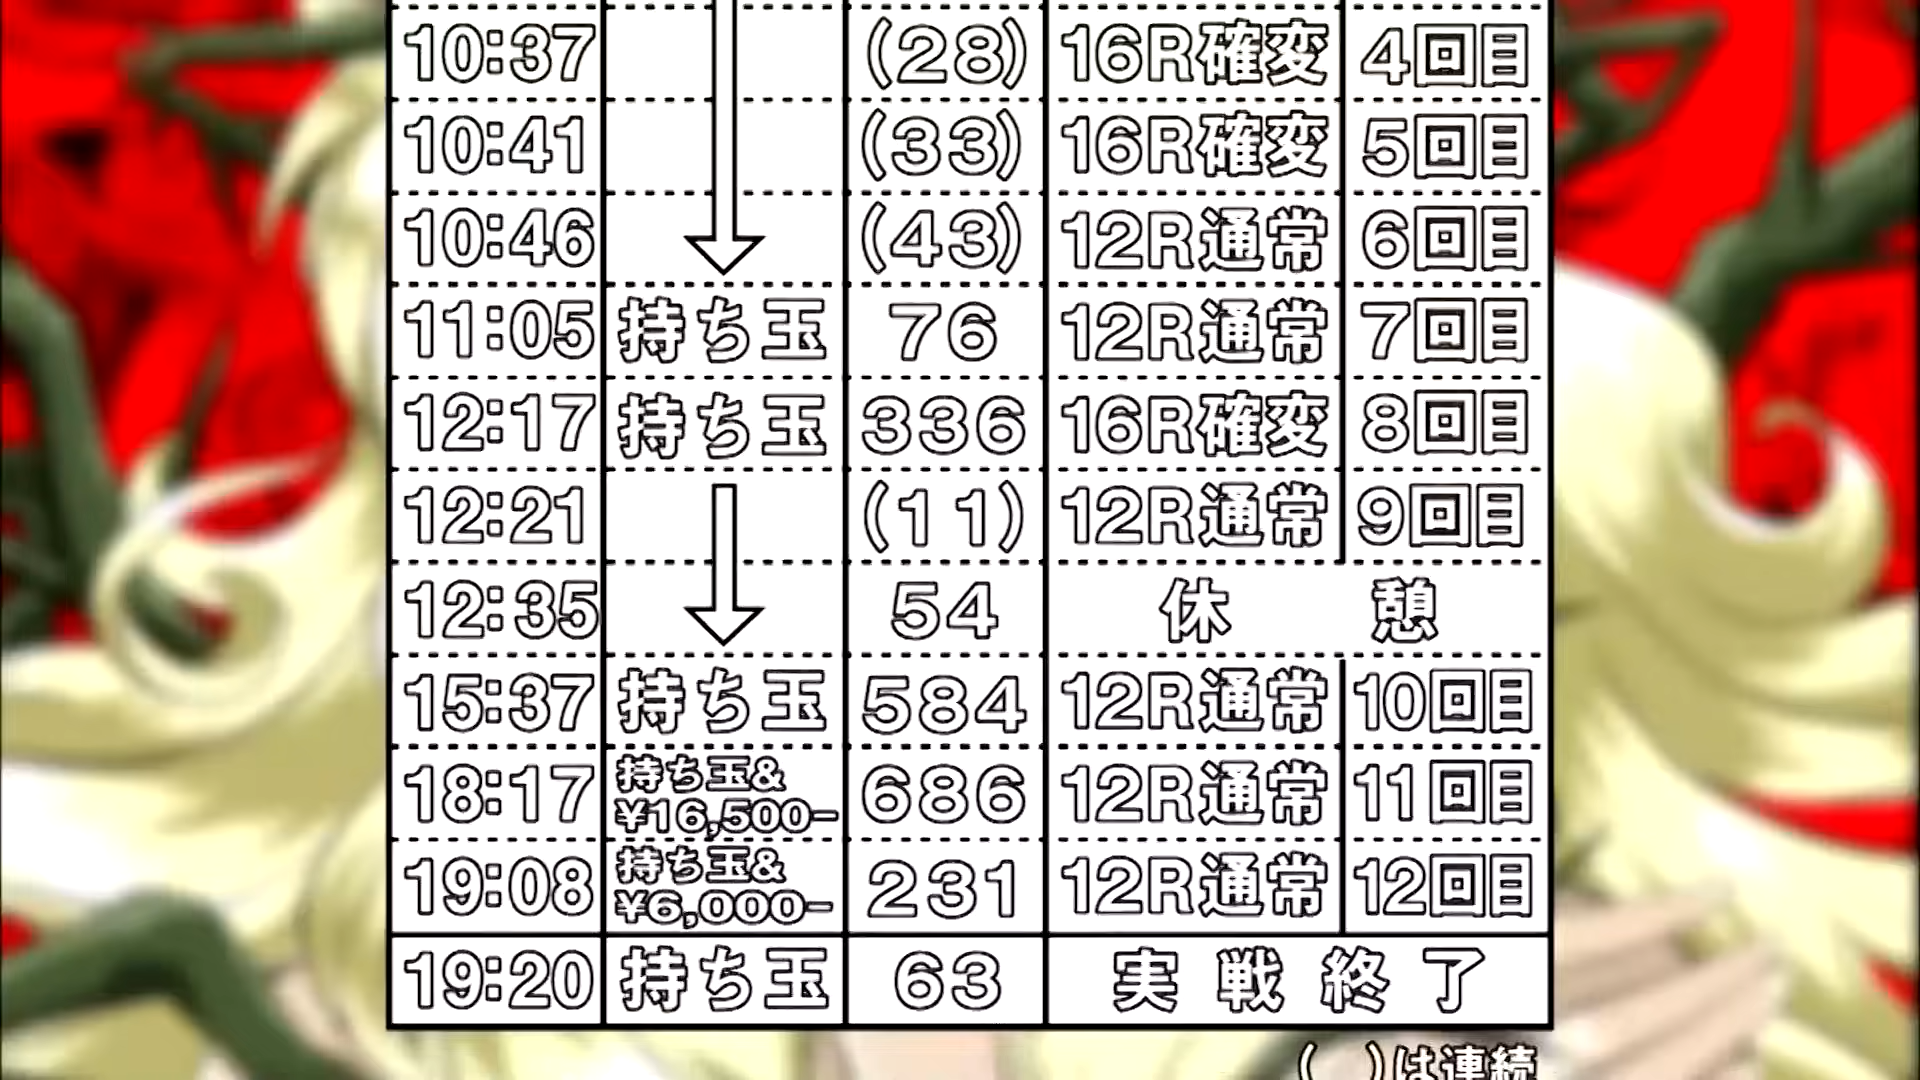 10:37 (28) 16R確変 4回目
10:41 (33) 16R確変 5回目
10:46 (43) 12R通常 6回目
11:05 持ち玉 76 12R通常 7回目
12:17 持ち玉 336 16R確変 8回目
12:21 (11) 12R通常 9回目
12:35 54 休憩
15:37 持ち玉 584 12R通常 10回目
18:17 持ち玉&¥16,500- 686 12R通常 11回目
19:08 持ち玉&¥6,000- 231 12R通常 12回目
19:20 持ち玉 63 実戦終了
( )は連続